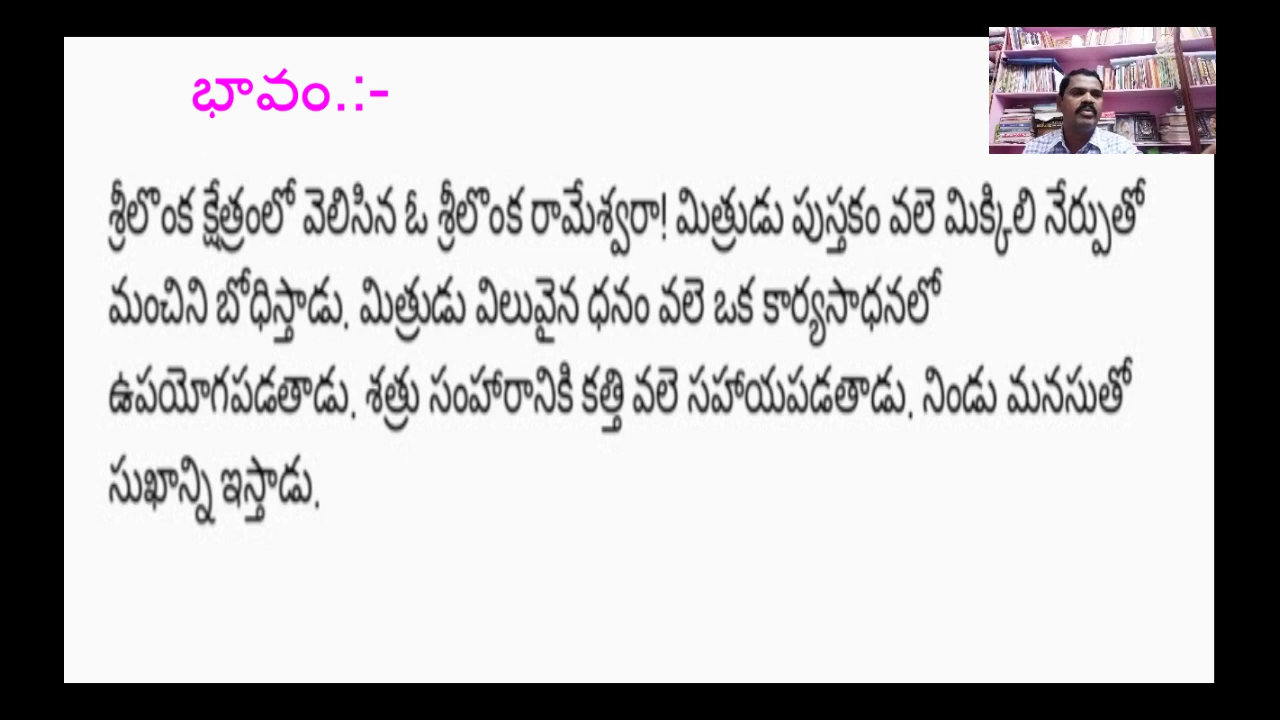 భావం.:-
శ్రీలొంక క్షేత్రంలో వెలిసిన ఓ శ్రీలొంక రామేశ్వరా! మిత్రుడు పుస్తకం వలె మిక్కిలి నేర్పుతో
మంచిని బోధిస్తాడు. మిత్రుడు విలువైన ధనం వలె ఒక కార్యసాధనలో
ఉపయోగపడతాడు. శత్రు సంహారానికి కత్తి వలె సహాయపడతాడు. నిండు మనసుతో
సుఖాన్ని ఇస్తాడు.